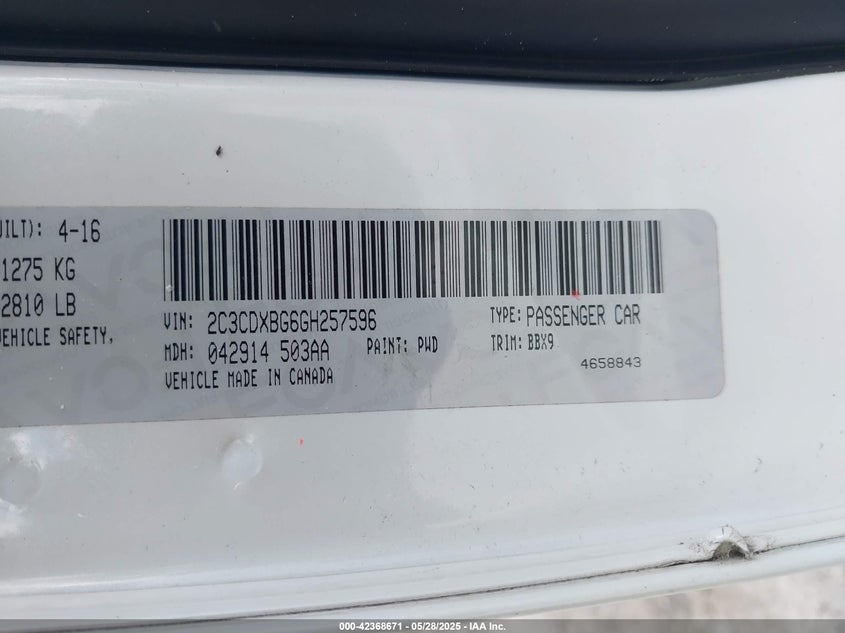 UILT): 4-16
1275 KG
2810 LB
VEHICLE SAFETY,
VIN: 2C3CDXBG6GH257596 TYPE: PASSENGER CAR
MDH: 042914 503AA PAINT: PWD TRIM: BBX9
VEHICLE MADE IN CANADA 4658843
000-42368671 | 05/28/2025 - IAA Inc.